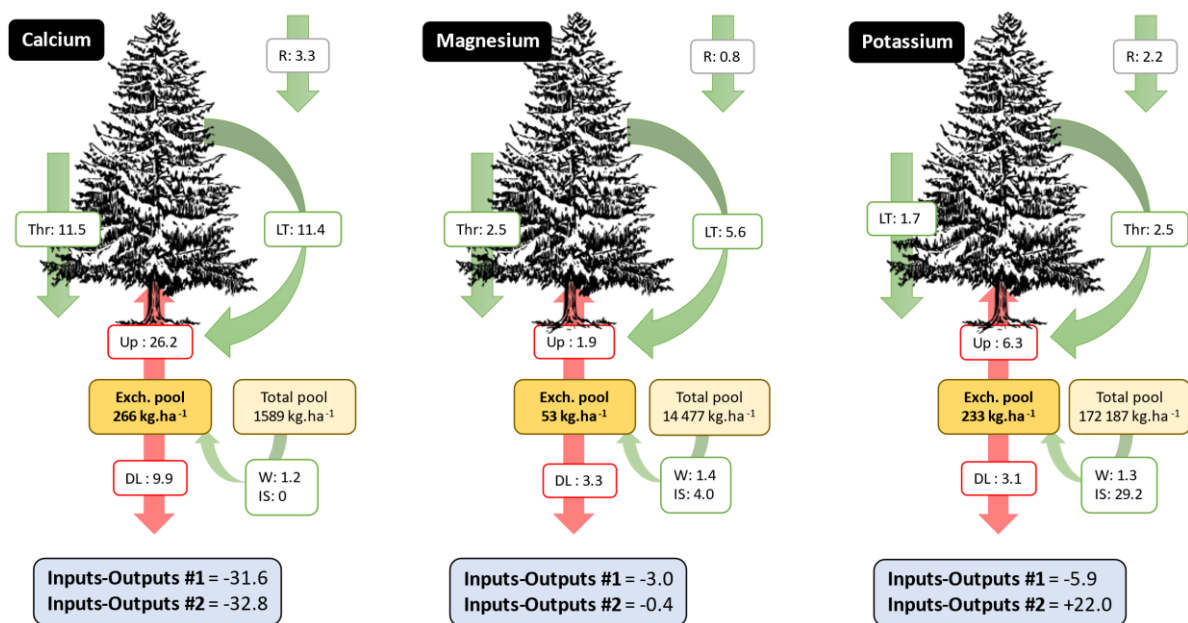 Calcium
R: 3.3
Thr: 11.5
LT: 11.4
Up : 26.2
Exch. pool
266 kg.ha⁻¹
Total pool
1589 kg.ha⁻¹
DL : 9.9
W: 1.2
IS: 0
Inputs-Outputs #1 = -31.6
Inputs-Outputs #2 = -32.8
Magnesium
R: 0.8
Thr: 2.5
LT: 5.6
Up : 1.9
Exch. pool
53 kg.ha⁻¹
Total pool
14 477 kg.ha⁻¹
DL : 3.3
W: 1.4
IS: 4.0
Inputs-Outputs #1 = -3.0
Inputs-Outputs #2 = -0.4
Potassium
R: 2.2
LT: 1.7
Thr: 2.5
Up : 6.3
Exch. pool
233 kg.ha⁻¹
Total pool
172 187 kg.ha⁻¹
DL : 3.1
W: 1.3
IS: 29.2
Inputs-Outputs #1 = -5.9
Inputs-Outputs #2 = +22.0